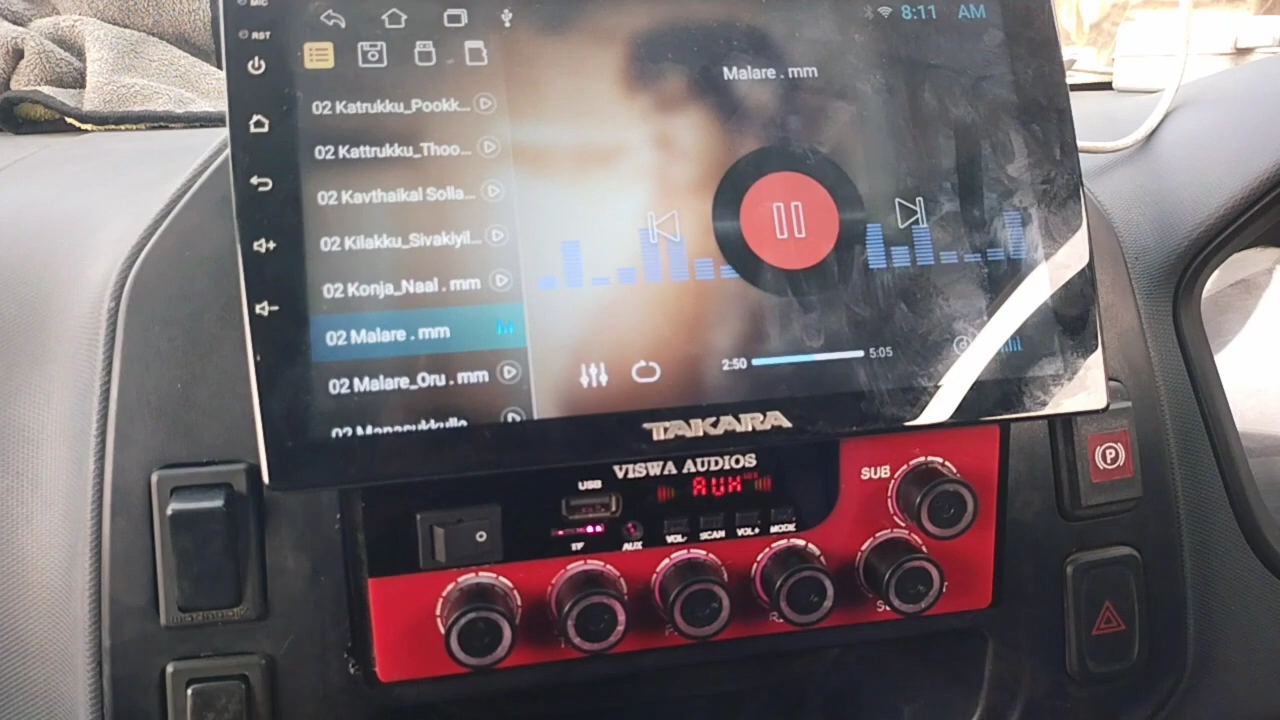 MIC
RST
8:11 AM
Malare . mm
02 Katrukku_Pookk...
02 Kattrukku_Thoo...
02 Kavthaikal Solla...
02 Kilakku_Sivakiyil...
02 Konja_Naal . mm
02 Malare . mm
02 Malare_Oru . mm
02 Manasukkulle
2:50
5:05
TAKARA
VISWA AUDIOS
USB
AUX
TF
AUX
VOL-
SCAN
VOL+
MODE
SUB
P